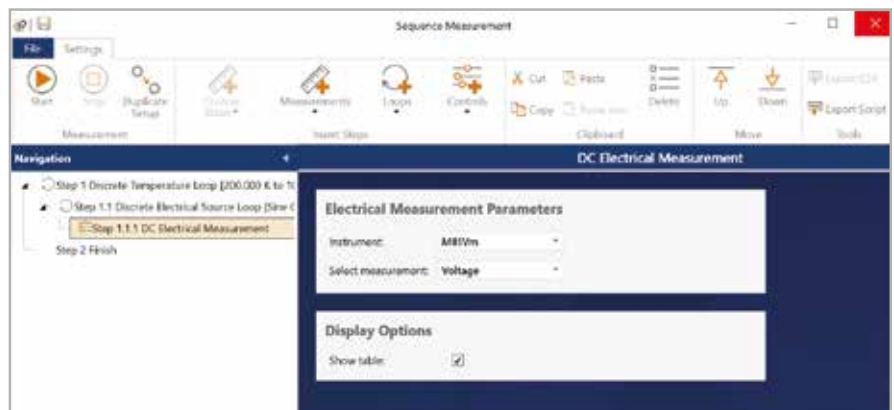 Sequence Measurement
File Settings
Start Stop Duplicate Setup
Measurements Loops Controls
Cut Paste
Copy
Delete
Up Down
Export CSV
Export Script
Measurement Insert Steps Clipboard Move Tools
Navigation
DC Electrical Measurement
Step 1 Discrete Temperature Loop [200.000 K to 10
Step 1.1 Discrete Electrical Source Loop [Sine C
Step 1.1.1 DC Electrical Measurement
Step 2 Finish
Electrical Measurement Parameters
Instrument:
Select measurement: Voltage
Display Options
Show table: